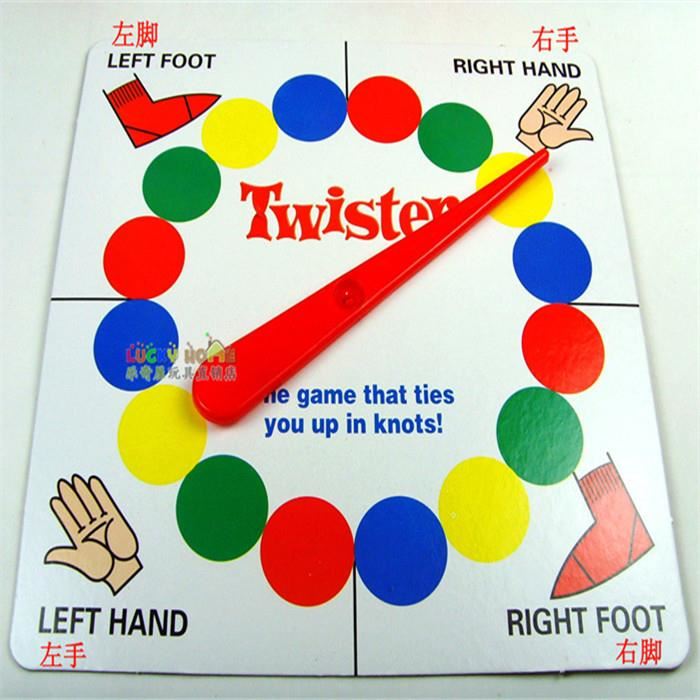 左脚
右手
LEFT FOOT
RIGHT HAND
Twister
LUCKY HOME
game that ties
you up in knots!
LEFT HAND
RIGHT FOOT
左手
右脚